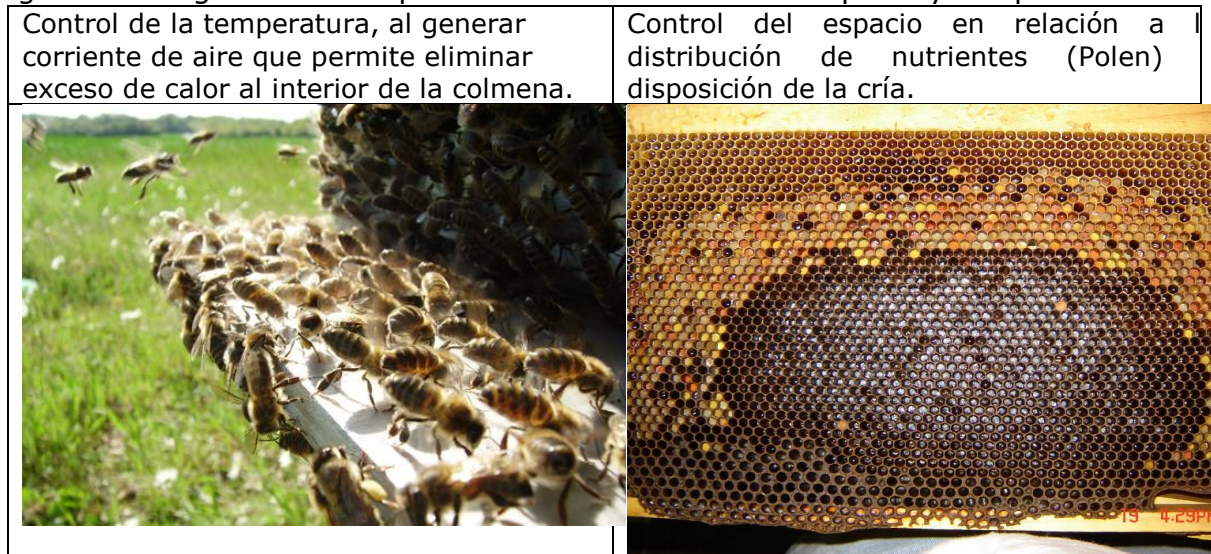 Control de la temperatura, al generar
corriente de aire que permite eliminar
exceso de calor al interior de la colmena.
Control del espacio en relación a
distribución de nutrientes (Polen)
disposición de la cría.
19 4:29P